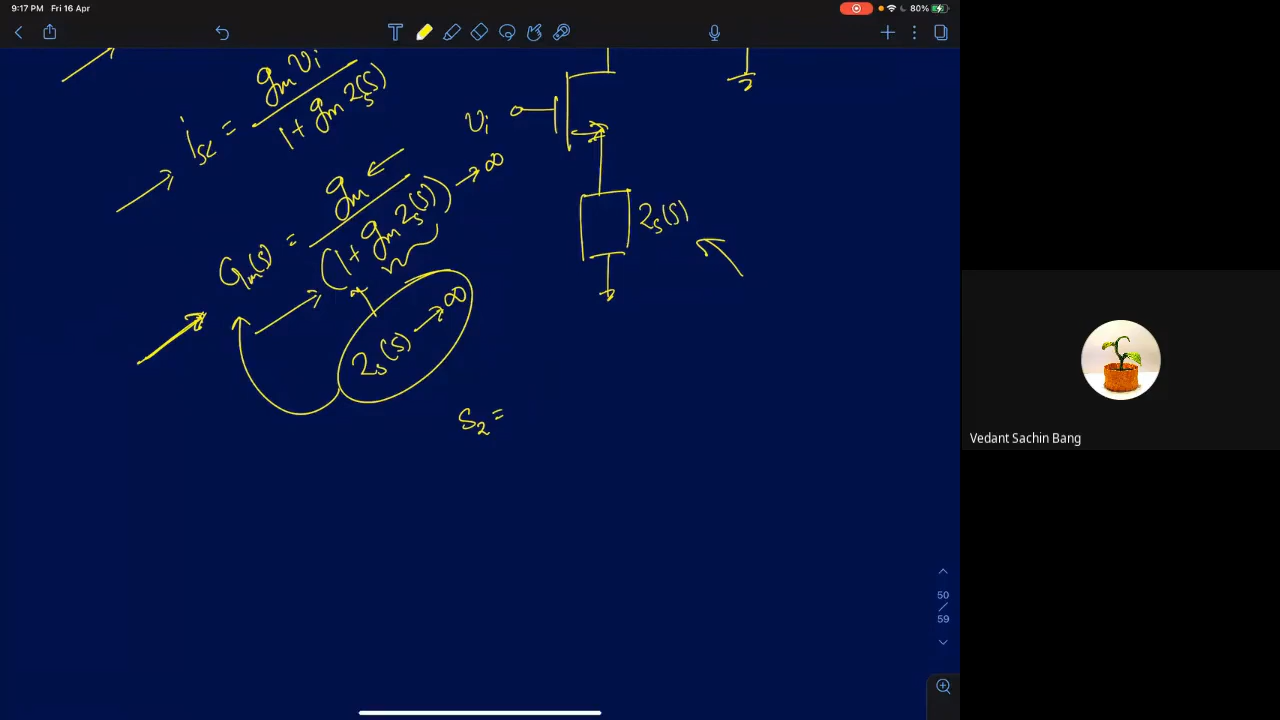 9:17 PM Fri 16 Apr
80%
i_sc = g_m v_i / 1 + g_m Z_s(s)
v_i
G_m(s) = g_m / (1 + g_m Z_s(s)) → ∞
Z_s(s)
Z_s(s) → ∞
S_z =
50
/
59
Vedant Sachin Bang